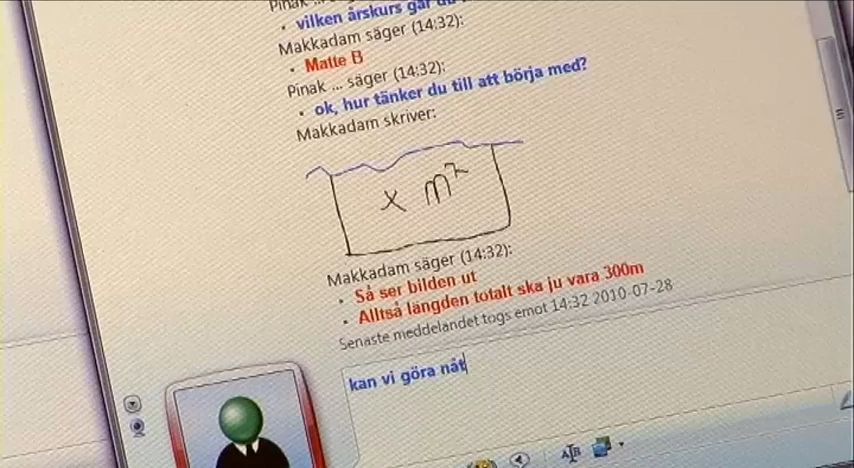 Pinak ...
• vilken årskurs går du
Makkadam säger (14:32):
• Matte B
Pinak ... säger (14:32):
• ok, hur tänker du till att börja med?
Makkadam skriver:
x m²
Makkadam säger (14:32):
• Så ser bilden ut
• Alltså längden totalt ska ju vara 300m
Senaste meddelandet togs emot 14:32 2010-07-28
kan vi göra nåt